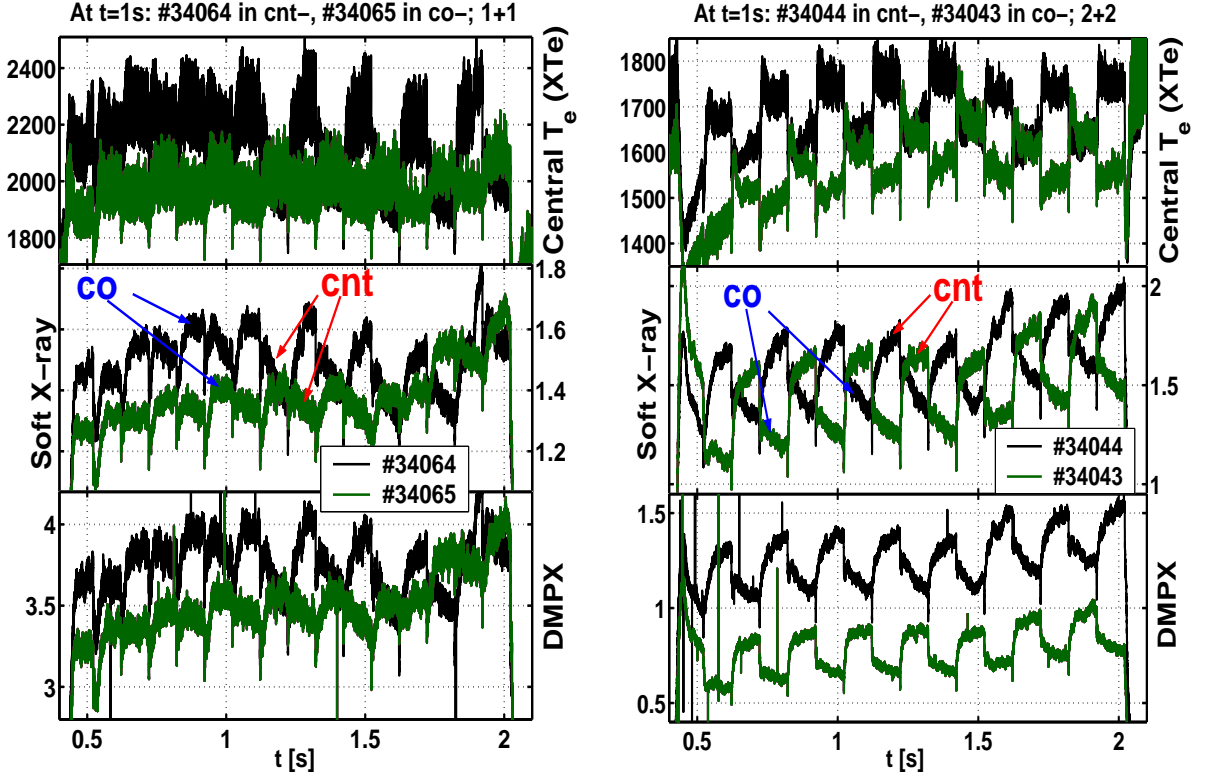 At t=1s: #34064 in cnt−, #34065 in co−; 1+1
2400
2200
2000
1800
Central T_e (XTe)
Soft X−ray
co
cnt
1.8
1.6
1.4
1.2
#34064
#34065
4
3.5
3
DMPX
0.5
1
1.5
2
t [s]
At t=1s: #34044 in cnt−, #34043 in co−; 2+2
1800
1700
1600
1500
1400
Central T_e (XTe)
Soft X−ray
co
cnt
2
1.5
1
#34044
#34043
1.5
1
0.5
DMPX
0.5
1
1.5
2
t [s]